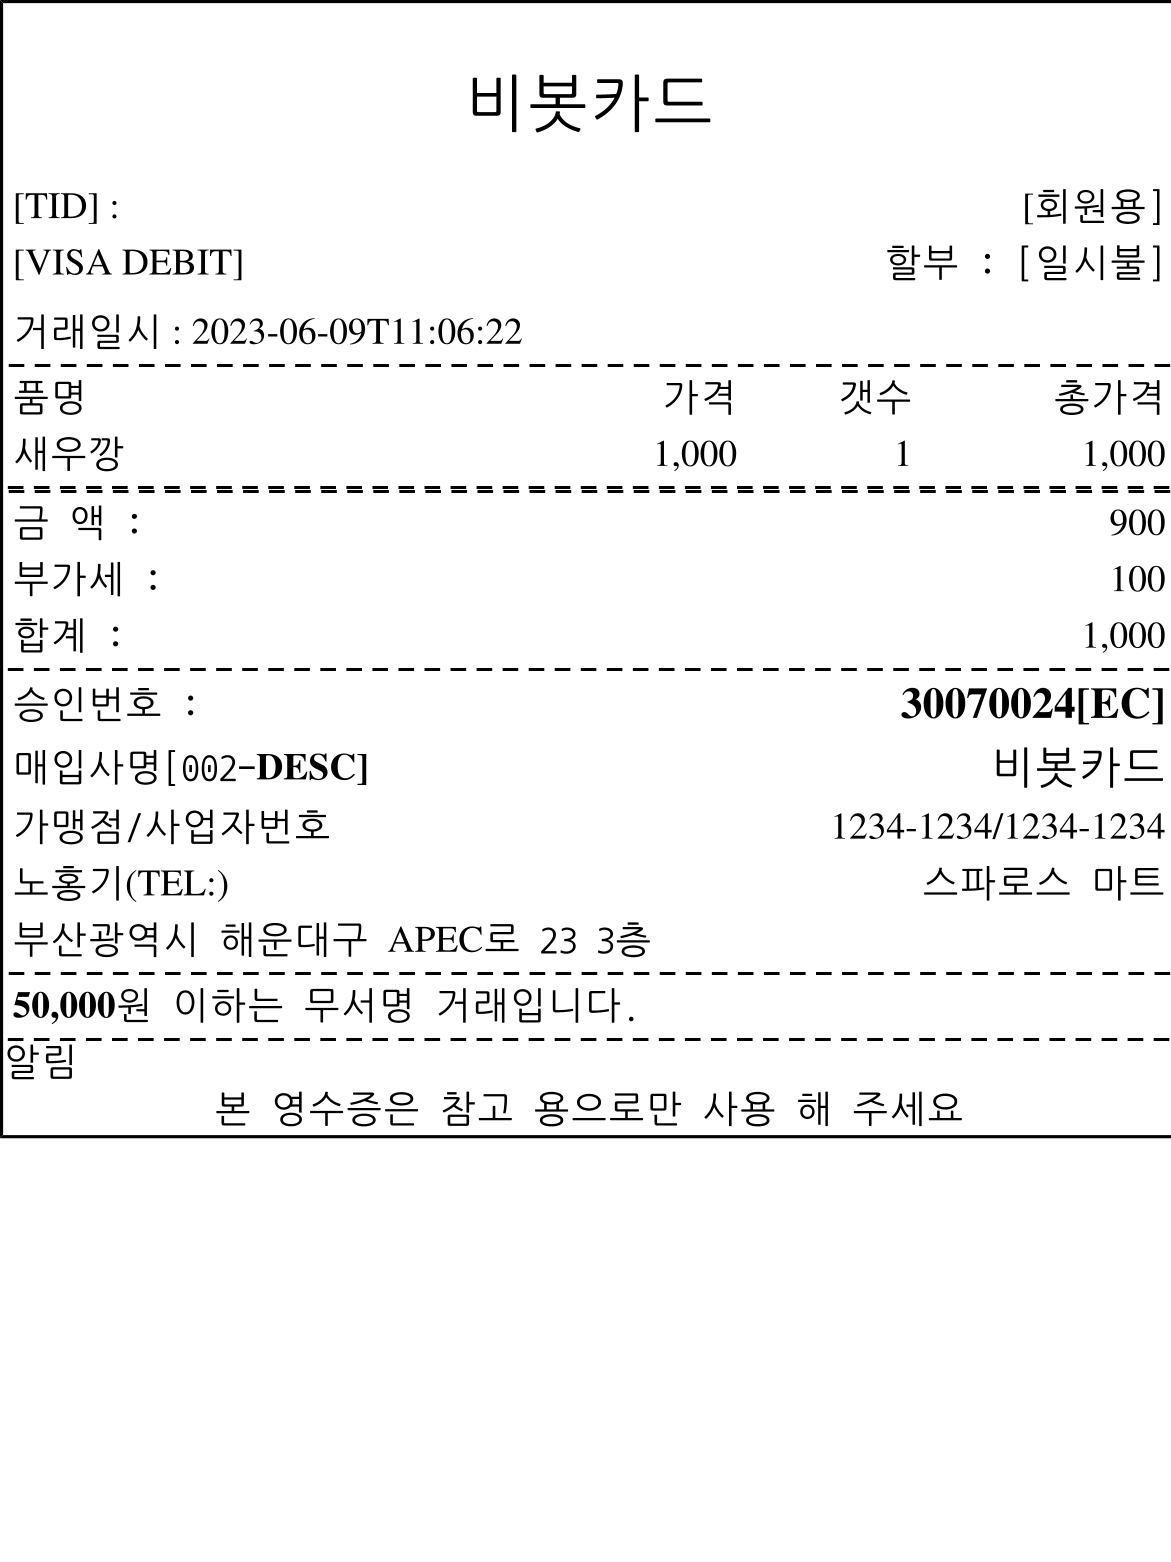 비봇카드
[TID] : [회원용]
[VISA DEBIT] 할부 : [일시불]
거래일시 : 2023-06-09T11:06:22
품명 가격 갯수 총가격
새우깡 1,000 1 1,000
금 액 : 900
부가세 : 100
합계 : 1,000
승인번호 : 30070024[EC]
매입사명[002-DESC] 비봇카드
가맹점/사업자번호 1234-1234/1234-1234
노홍기(TEL:) 스파로스 마트
부산광역시 해운대구 APEC로 23 3층
50,000원 이하는 무서명 거래입니다.
알림
본 영수증은 참고 용으로만 사용 해 주세요